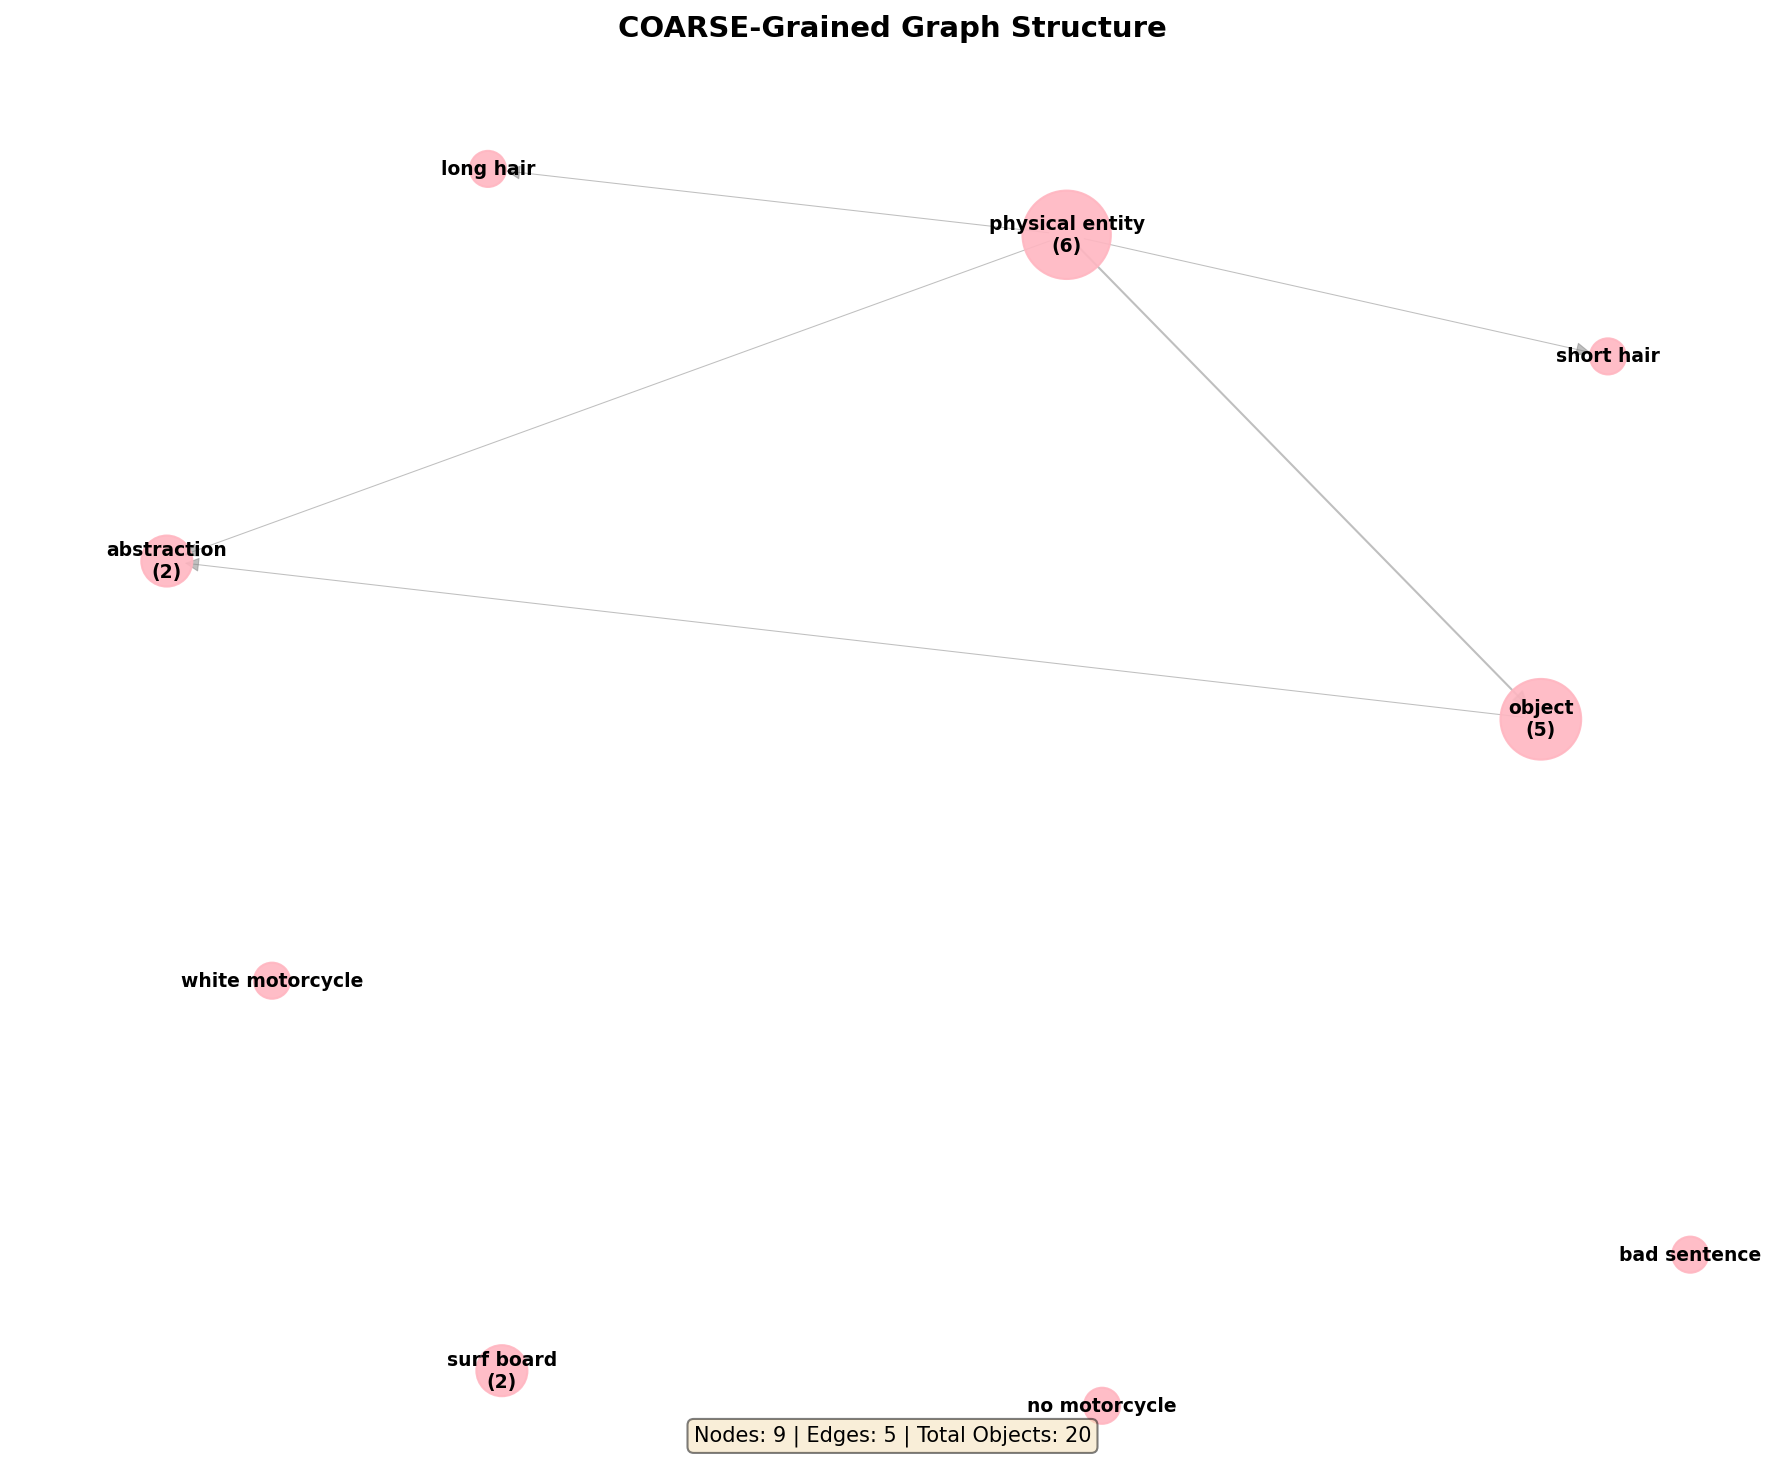 COARSE-Grained Graph Structure
long hair
physical entity
(6)
short hair
abstraction
(2)
object
(5)
white motorcycle
bad sentence
surf board
(2)
no motorcycle
Nodes: 9 | Edges: 5 | Total Objects: 20